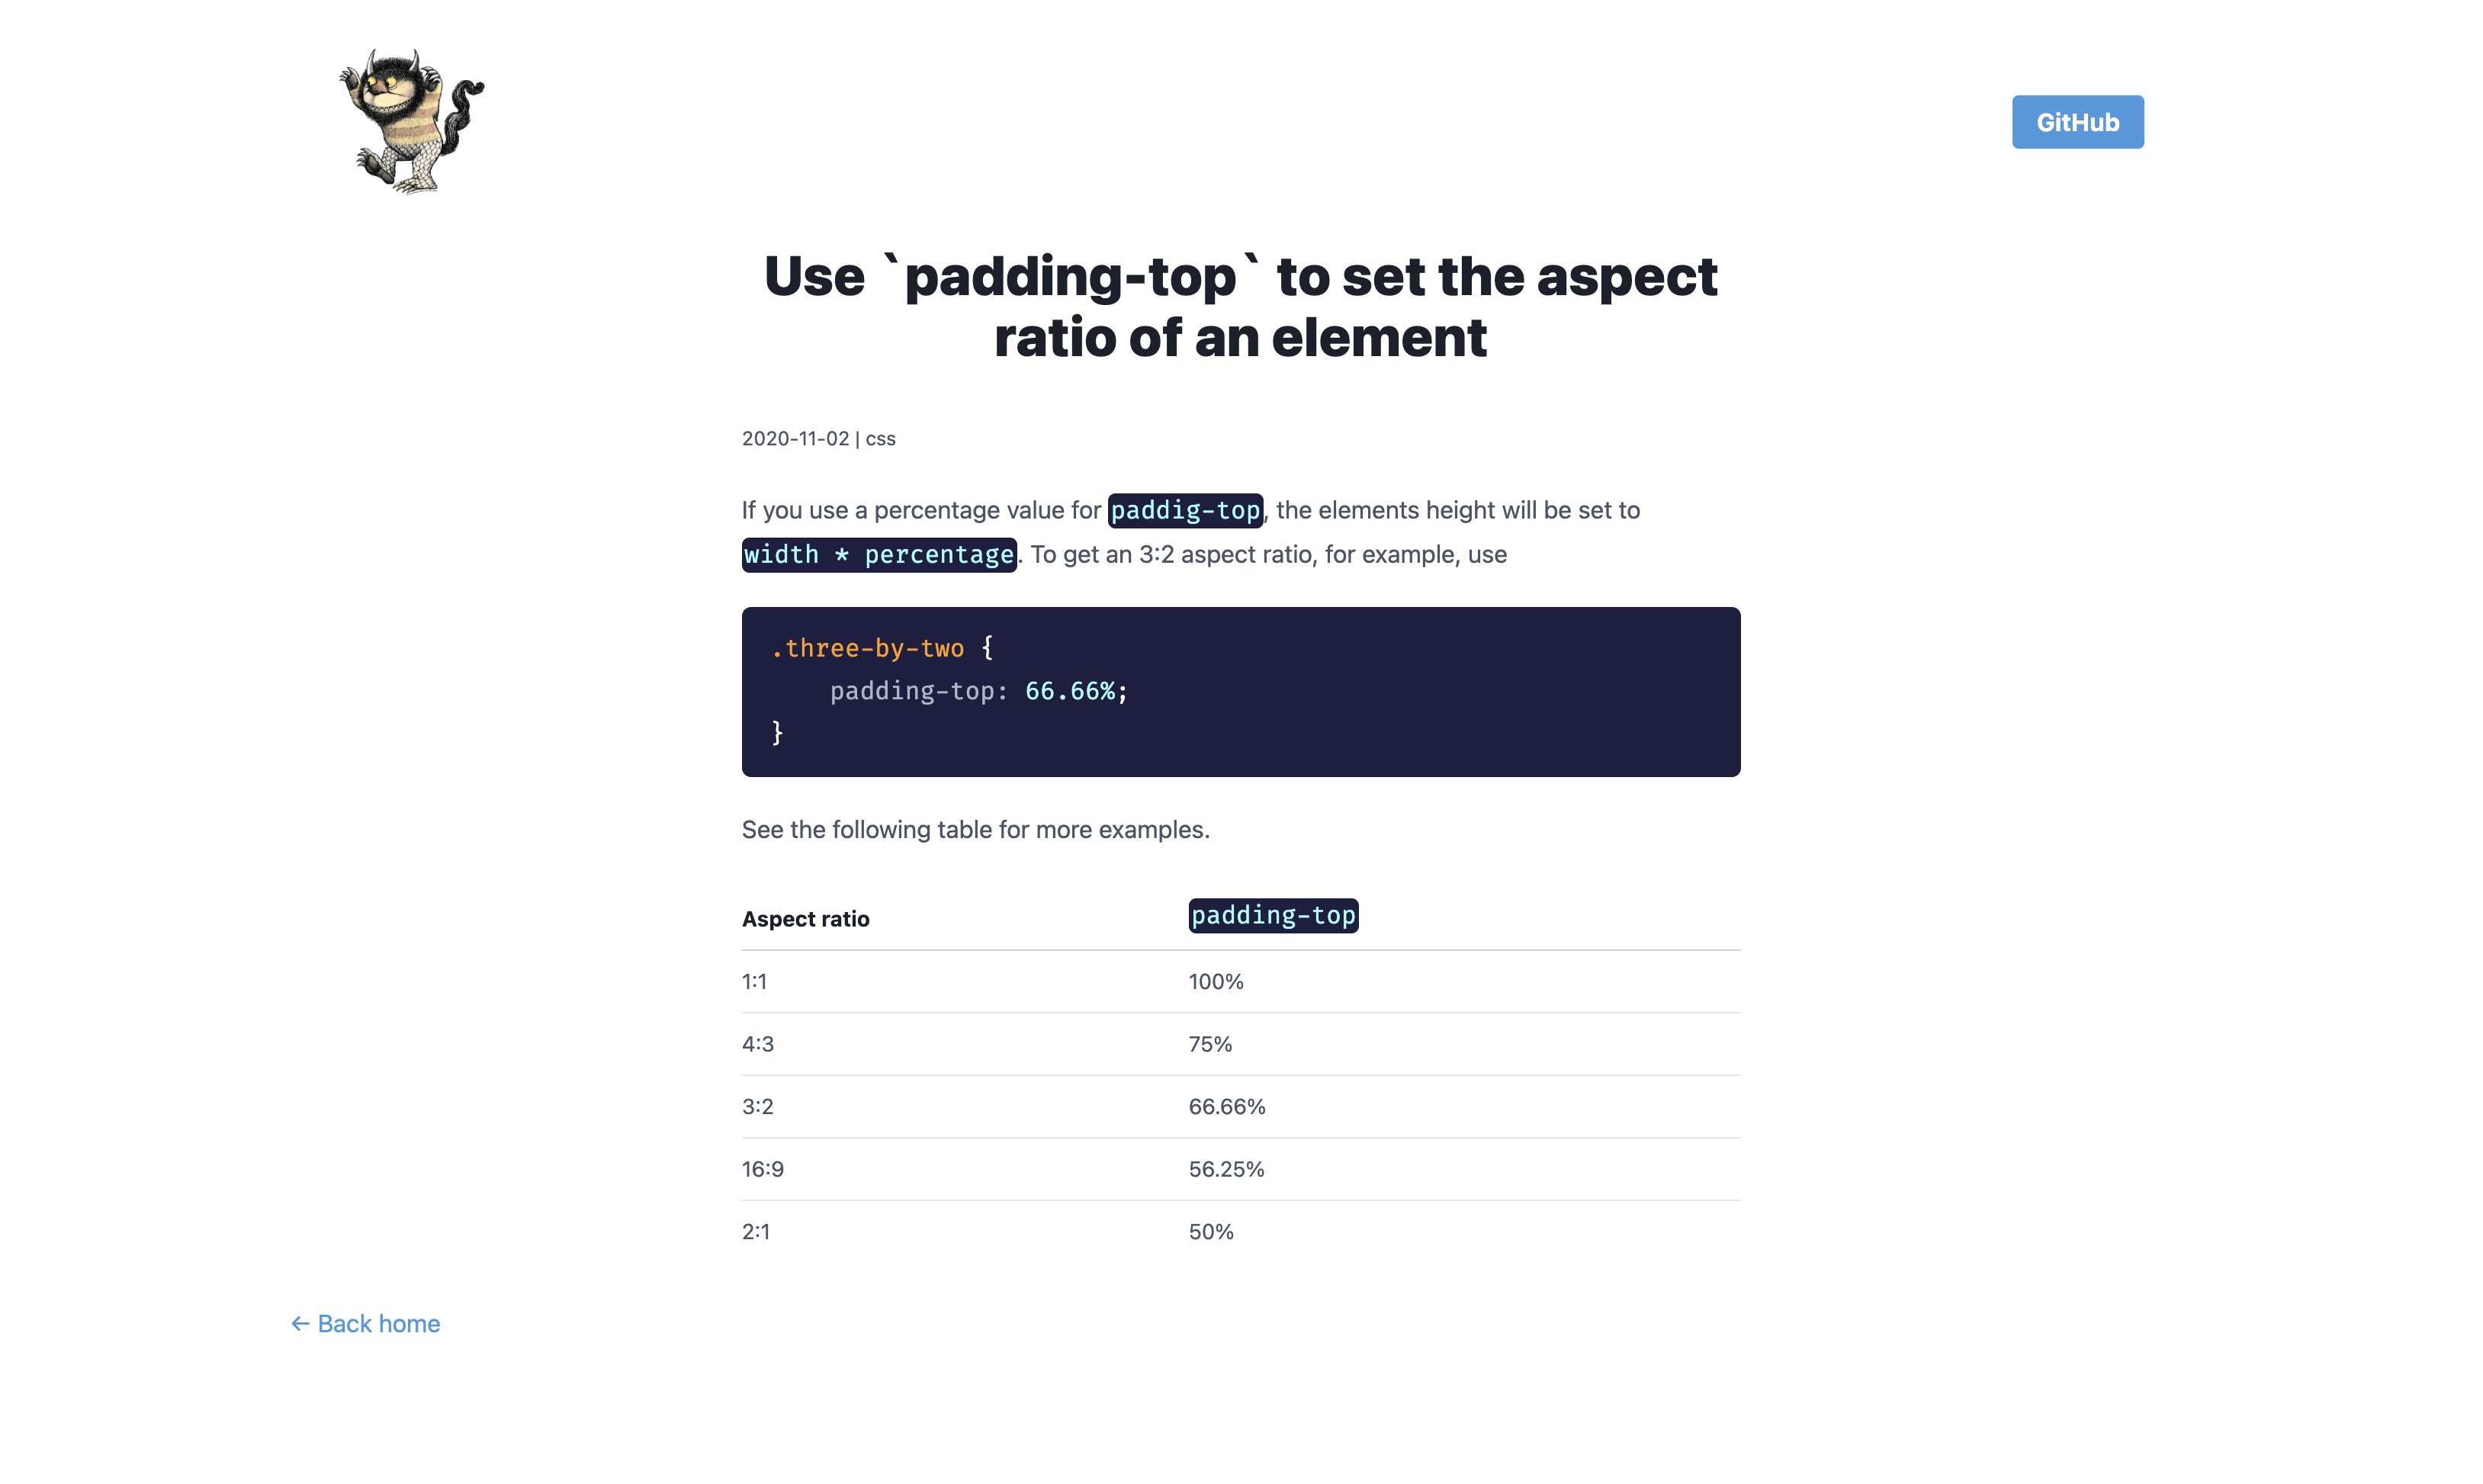 GitHub
Use `padding-top` to set the aspect
ratio of an element
2020-11-02 | css
If you use a percentage value for paddig-top, the elements height will be set to
width * percentage. To get an 3:2 aspect ratio, for example, use
.three-by-two {
    padding-top: 66.66%;
}
See the following table for more examples.
Aspect ratio padding-top
1:1 100%
4:3 75%
3:2 66.66%
16:9 56.25%
2:1 50%
← Back home